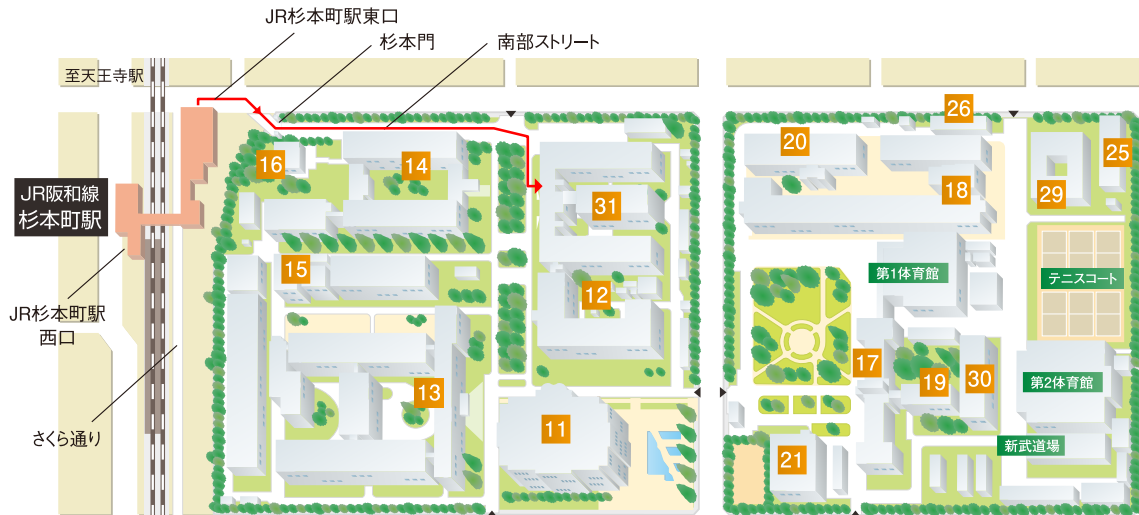 JR杉本町駅東口
杉本門
南部ストリート
至天王寺駅
26
20
25
16
14
18
29
JR阪和線
杉本町駅
31
15
第1体育館
テニスコート
12
JR杉本町駅
西口
17
19
30
第2体育館
13
さくら通り
11
新武道場
21